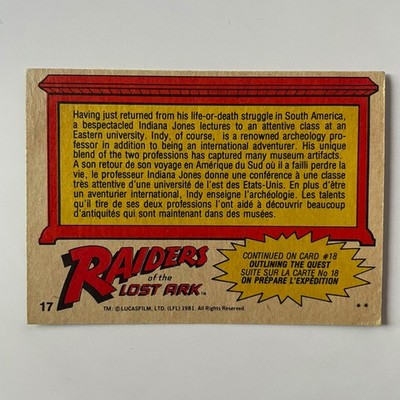 Having just returned from his life-or-death struggle in South America,
a bespectacled Indiana Jones lectures to an attentive class at an
Eastern university. Indy, of course, is a renowned archeology pro-
fessor in addition to being an international adventurer. His unique
blend of the two professions has captured many museum artifacts.
A son retour de son voyage en Amérique du Sud où il a failli perdre la
vie, le professeur Indiana Jones donne une conférence à une classe
très attentive d'une université de l'est des Etats-Unis. En plus d'être
un aventurier international, Indy enseigne l'archéologie. Les talents
qu'il tire de ses deux professions l'ont aidé à découvrir beaucoup
d'antiquités qui sont maintenant dans des musées.
RAIDERS
of the
LOST ARK™
CONTINUED ON CARD #18
OUTLINING THE QUEST
SUITE SUR LA CARTE No 18
ON PRÉPARE L'EXPÉDITION
17
TM: © LUCASFILM, LTD. (LFL) 1981. All Rights Reserved.
**